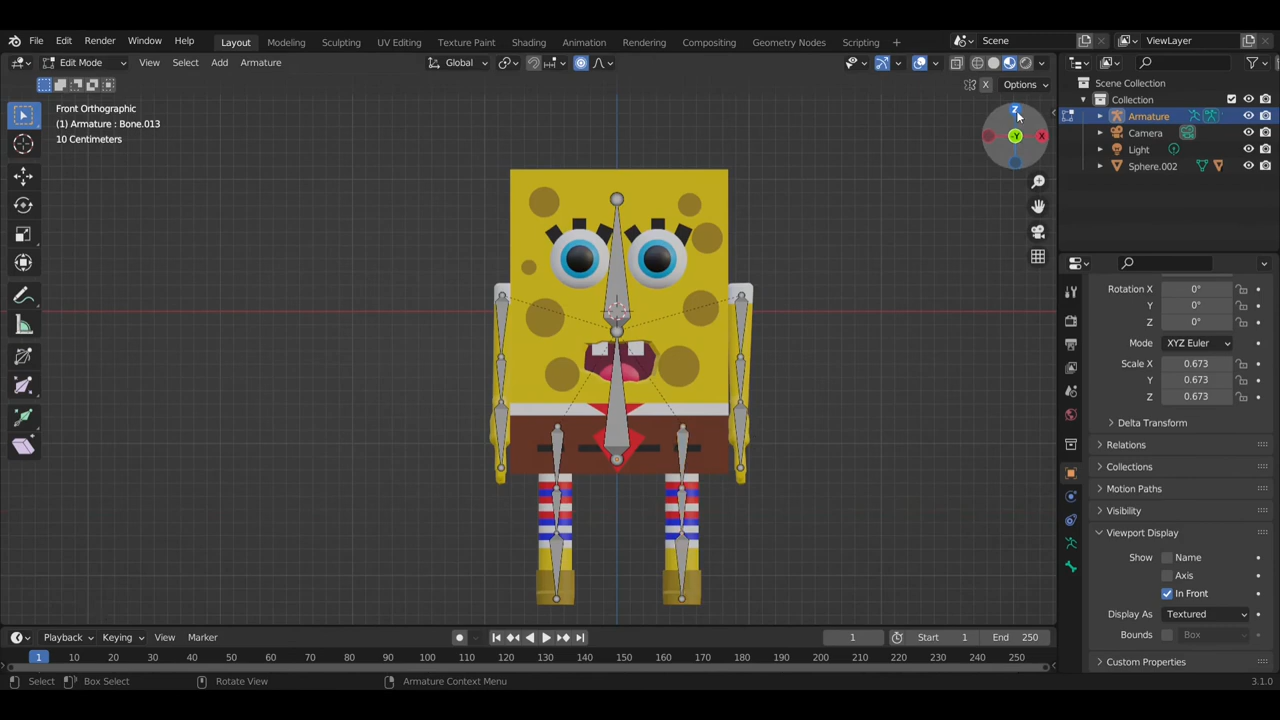 File Edit Render Window Help Layout Modeling Sculpting UV Editing Texture Paint Shading Animation Rendering Compositing Geometry Nodes Scripting + Scene ViewLayer
Edit Mode View Select Add Armature Global
X Options
Front Orthographic
(1) Armature : Bone.013
10 Centimeters
Z
-Y
X
Scene Collection
Collection
Armature
Camera
Light
Sphere.002
Rotation X 0°
Y 0°
Z 0°
Mode XYZ Euler
Scale X 0.673
Y 0.673
Z 0.673
Delta Transform
Relations
Collections
Motion Paths
Visibility
Viewport Display
Show Name
Axis
In Front
Display As Textured
Bounds Box
Custom Properties
Playback Keying View Marker 1 Start 1 End 250
1 10 20 30 40 50 60 70 80 90 100 110 120 130 140 150 160 170 180 190 200 210 220 230 240 250
Select Box Select Rotate View Armature Context Menu 3.1.0